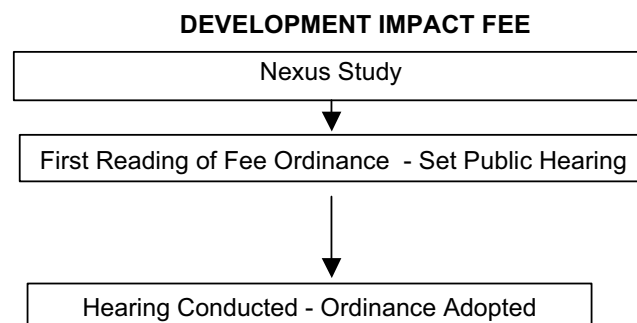 DEVELOPMENT IMPACT FEE
Nexus Study
First Reading of Fee Ordinance - Set Public Hearing
Hearing Conducted - Ordinance Adopted